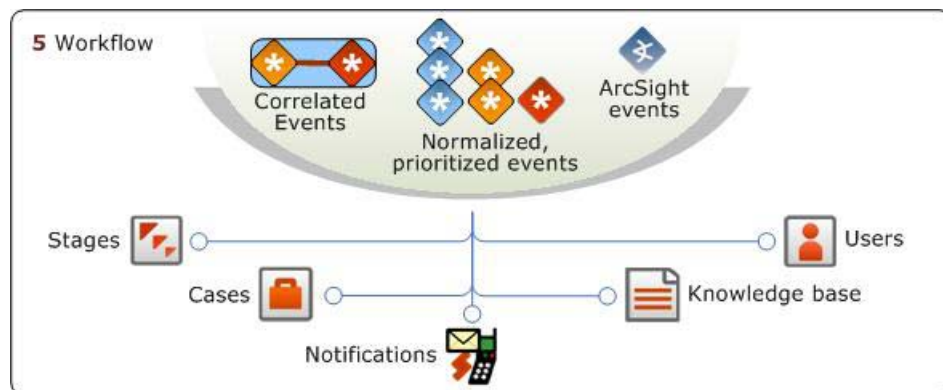 5 Workflow
Correlated
Events
Normalized,
prioritized events
ArcSight
events
Stages
Users
Cases
Knowledge base
Notifications